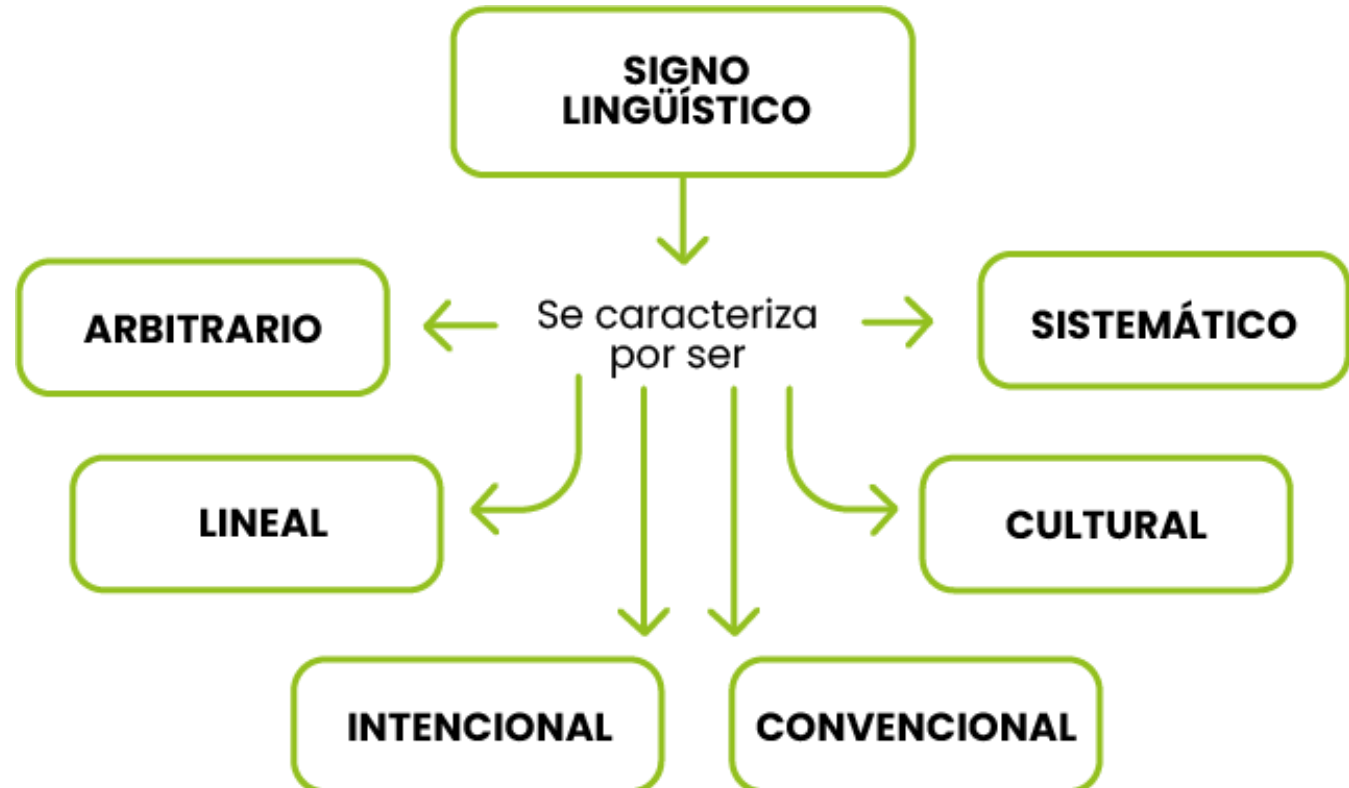 SIGNO
LINGÜÍSTICO
Se caracteriza
por ser
ARBITRARIO
SISTEMÁTICO
LINEAL
CULTURAL
INTENCIONAL
CONVENCIONAL